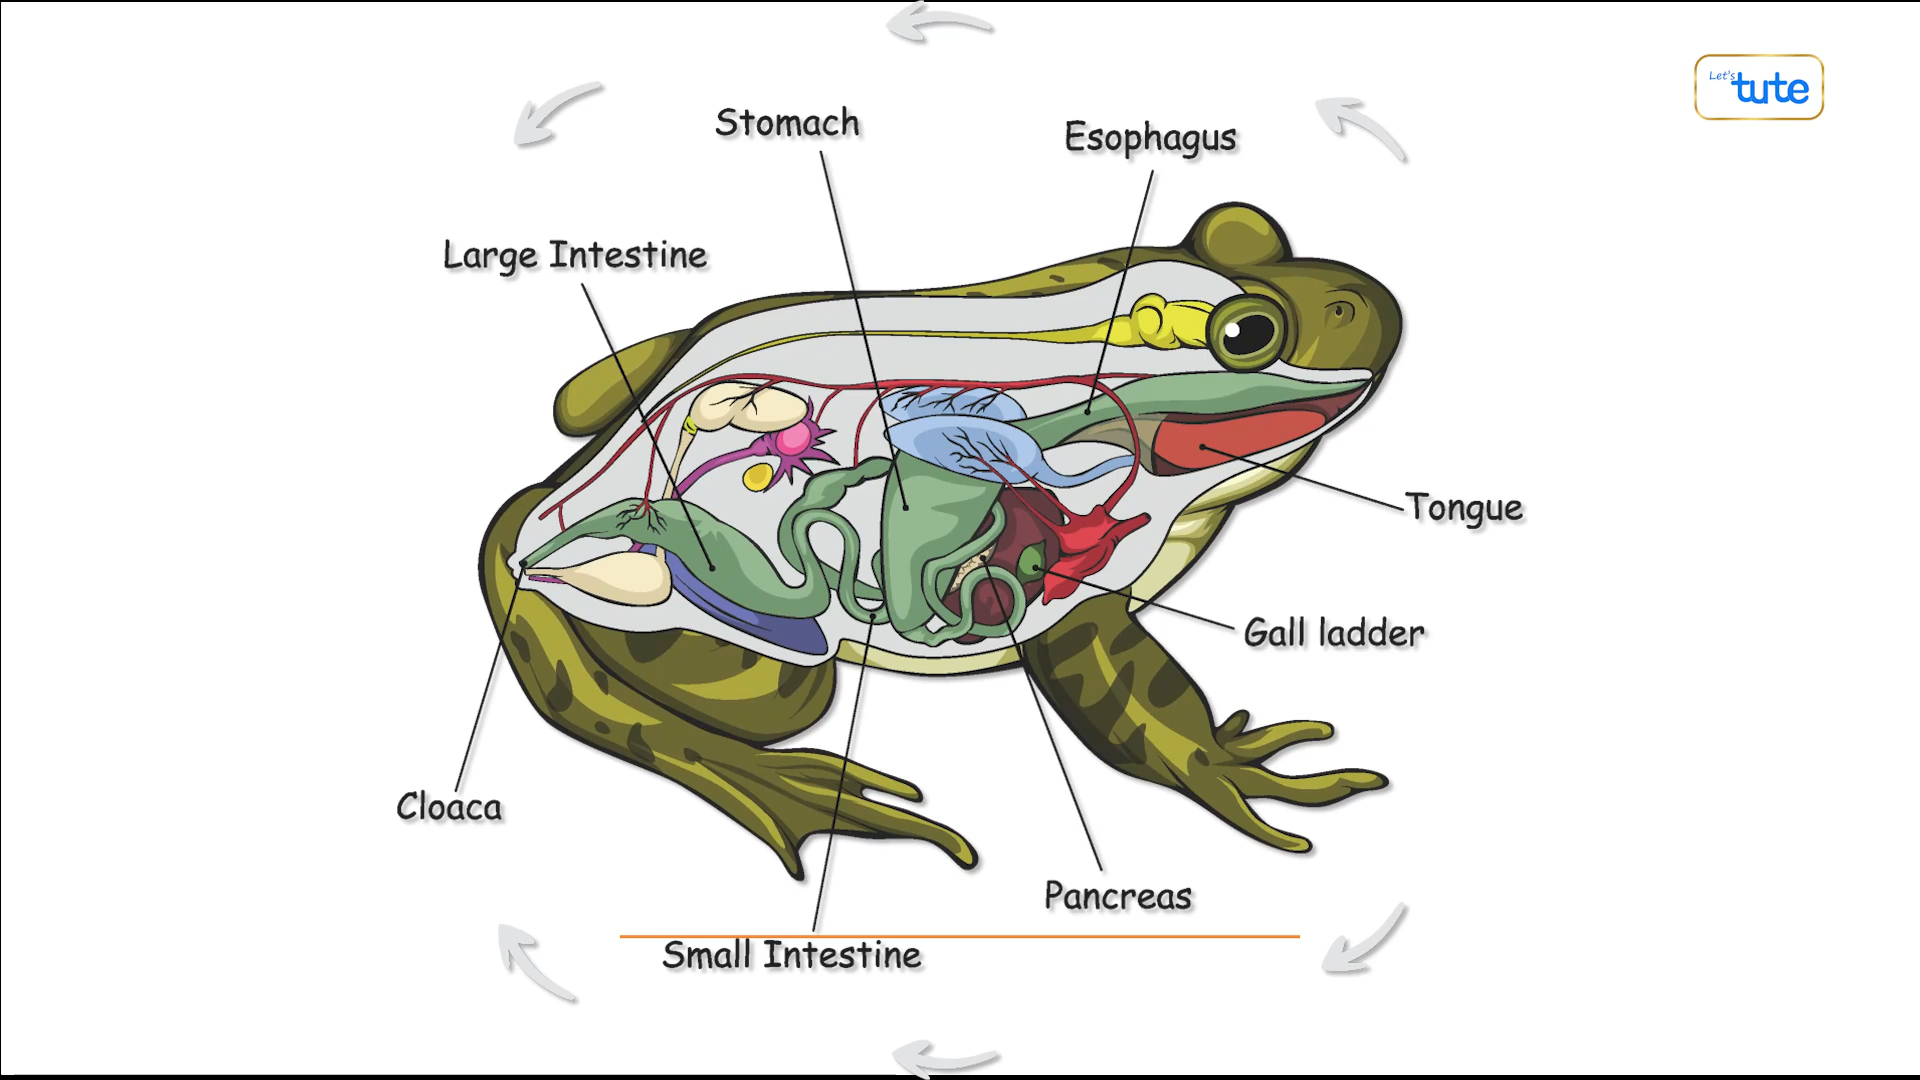 Let's
tute
Stomach
Esophagus
Large Intestine
Tongue
Gall ladder
Cloaca
Pancreas
Small Intestine